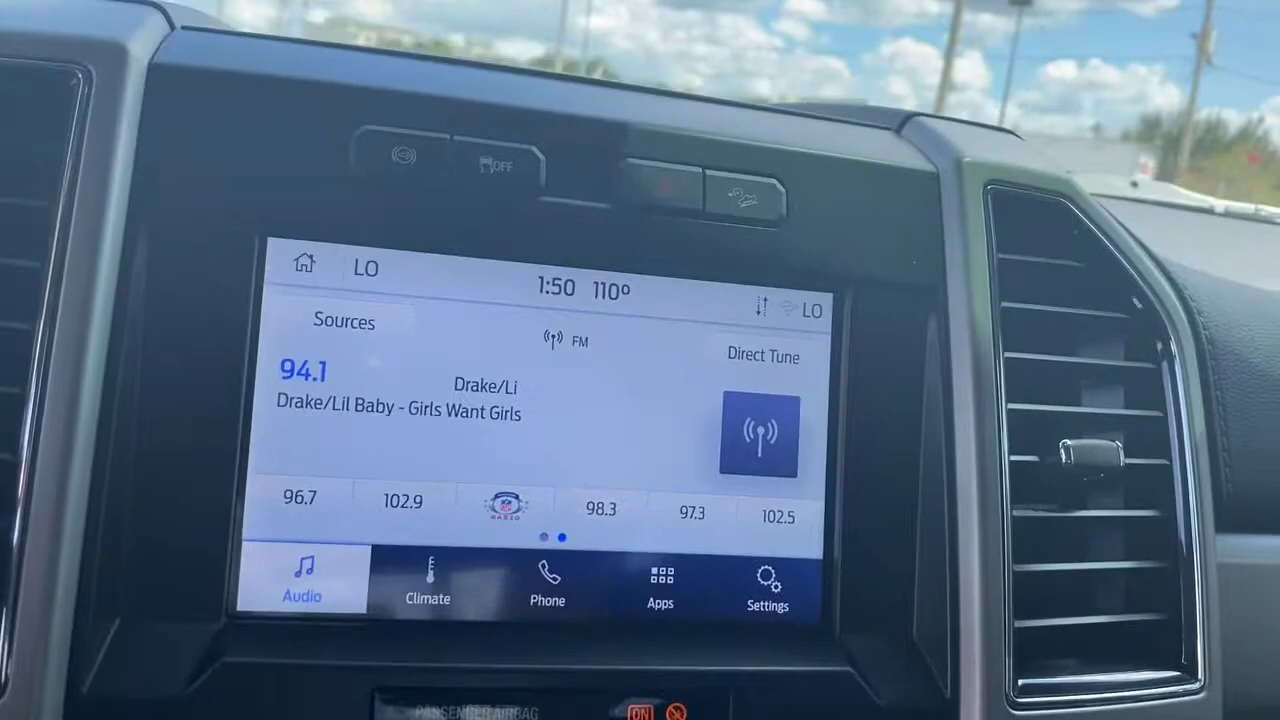 OFF
LO
1:50 110°
LO
Sources
FM
Direct Tune
94.1
Drake/Li
Drake/Lil Baby - Girls Want Girls
96.7
102.9
NFL
98.3
97.3
102.5
Audio
Climate
Phone
Apps
Settings
PASSENGER AIRBAG
ON